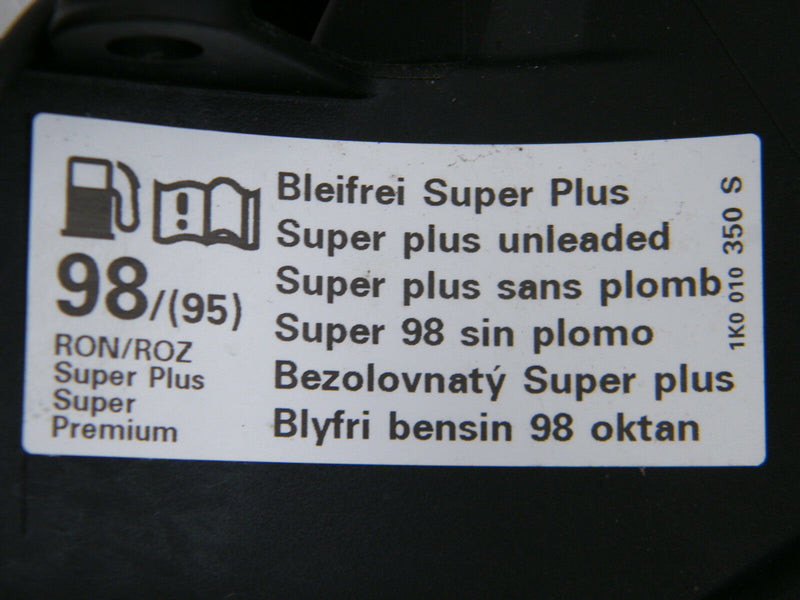 98/(95)
RON/ROZ
Super Plus
Super
Premium
Bleifrei Super Plus
Super plus unleaded
Super plus sans plomb
Super 98 sin plomo
Bezolovnatý Super plus
Blyfri bensin 98 oktan
1K0 010 350 S